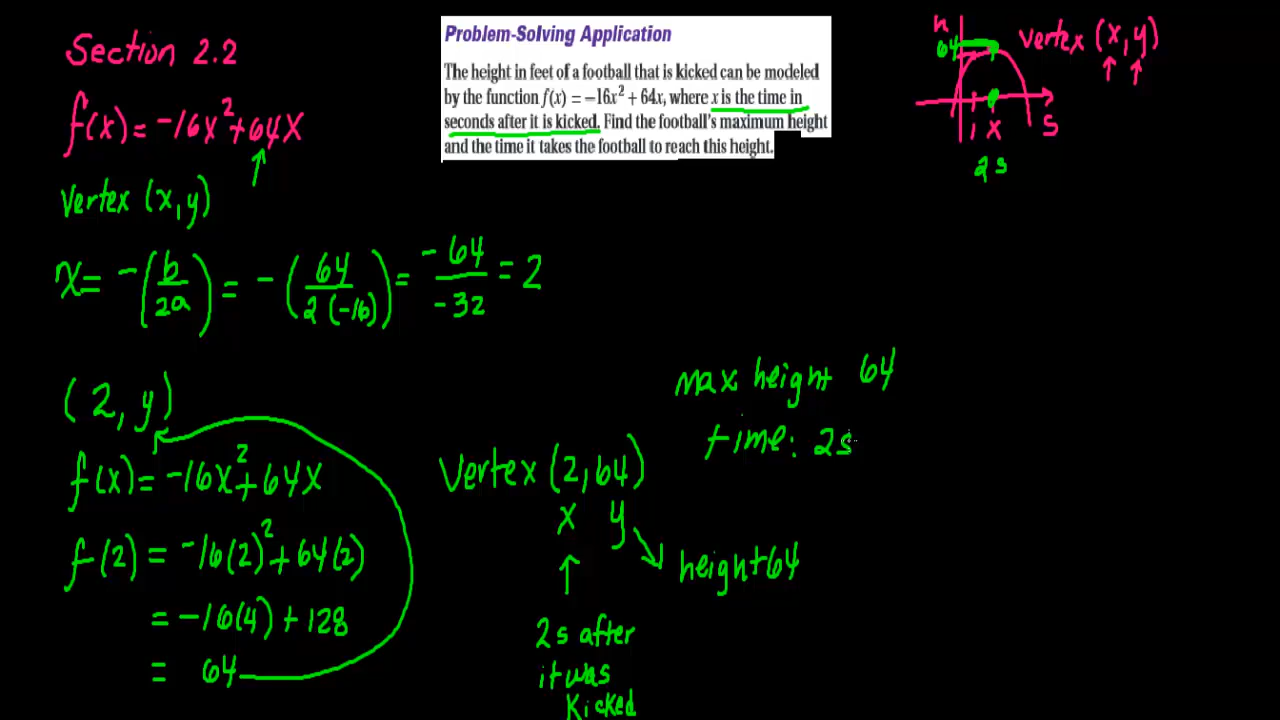 Section 2.2
f(x) = -16x²+64x
Vertex (x,y)
x = -(b/2a) = -(64/2(-16)) = -64/-32 = 2
(2, y)
f(x) = -16x²+64x
f(2) = -16(2)²+64(2)
= -16(4)+128
= 64
Problem-Solving Application
The height in feet of a football that is kicked can be modeled
by the function f(x) = −16x² + 64x, where x is the time in
seconds after it is kicked. Find the football's maximum height
and the time it takes the football to reach this height.
h
64
1 x S
2s
vertex (x,y)
max height 64
time: 2s
Vertex (2,64)
x y
height 64
2s after
it was
kicked